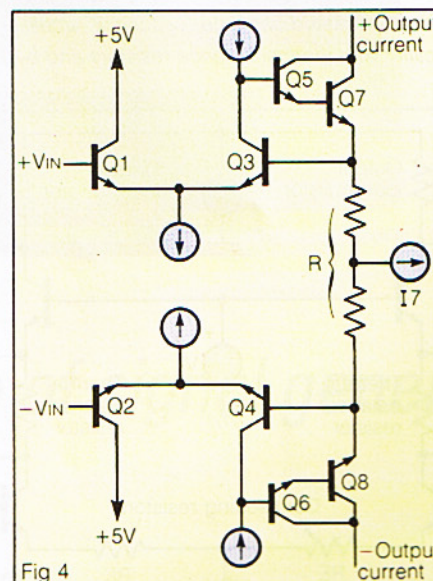 +Output
current
+5V
Q5
Q7
+VIN
Q1
Q3
R
I7
-VIN
Q2
Q4
Q8
Q6
+5V
-Output
current
Fig 4